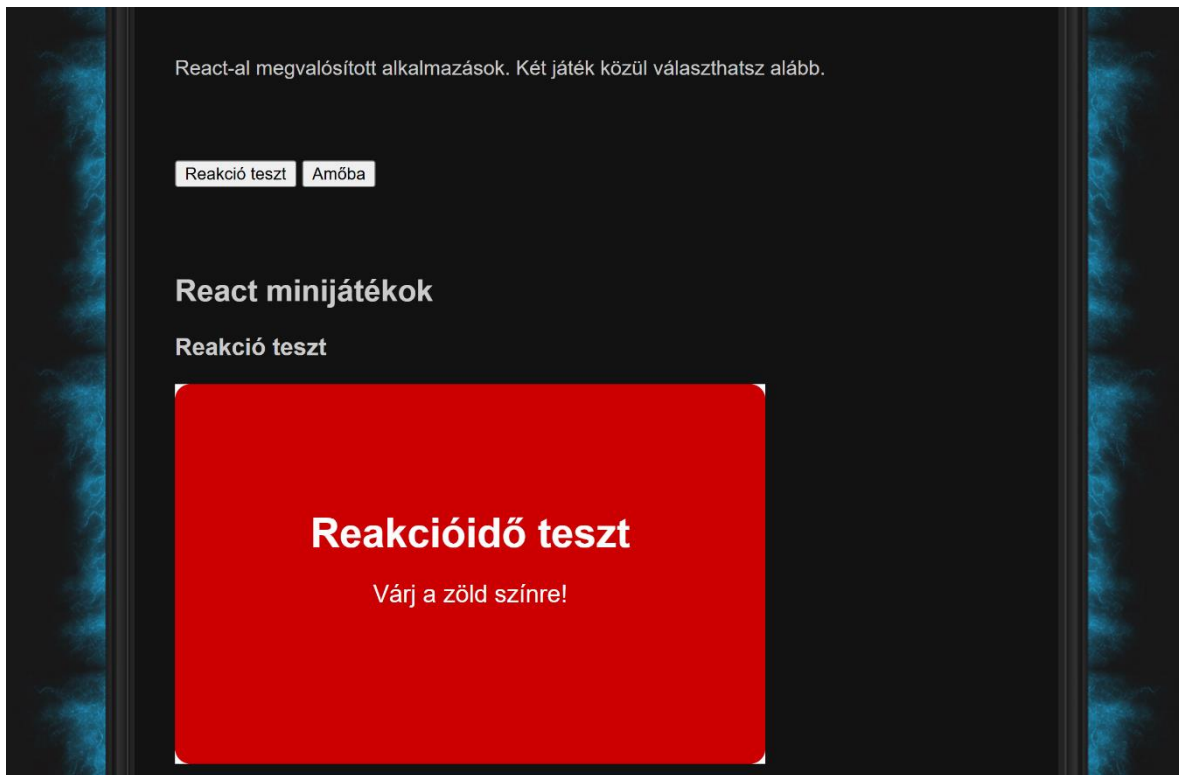 React-al megvalósított alkalmazások. Két játék közül választhatsz alább.
Reakció teszt Amőba
React minijátékok
Reakció teszt
Reakcióidő teszt
Várj a zöld színre!